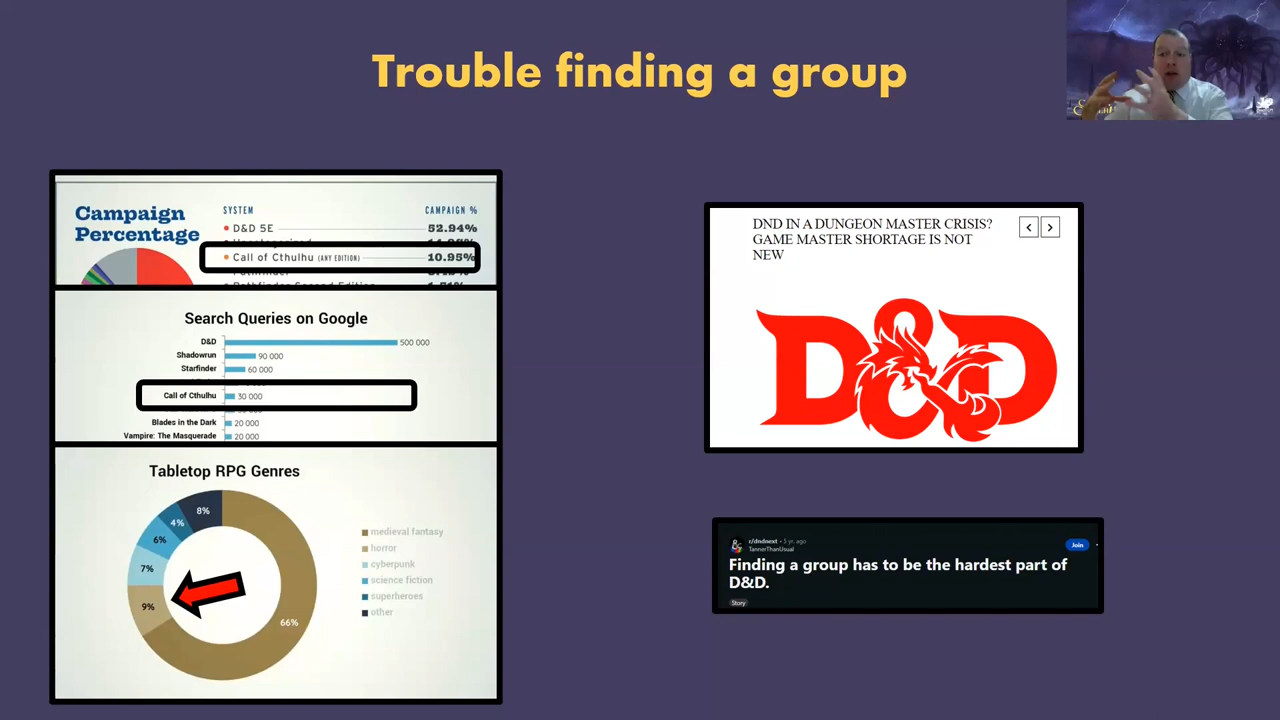 Trouble finding a group
Campaign
Percentage
SYSTEM CAMPAIGN %
D&D 5E 52.94%
Call of Cthulhu (ANY EDITION) 10.95%
Search Queries on Google
D&D 500 000
Shadowrun 90 000
Starfinder 60 000
Call of Cthulhu 30 000
Blades in the Dark 20 000
Vampire: The Masquerade 20 000
Tabletop RPG Genres
8%
4%
6%
7%
9%
66%
medieval fantasy
horror
cyberpunk
science fiction
superheroes
other
DND IN A DUNGEON MASTER CRISIS?
GAME MASTER SHORTAGE IS NOT
NEW
D&D
r/dndnext • 5 yr. ago
TannerThanUsual
Join
Finding a group has to be the hardest part of
D&D.
Story